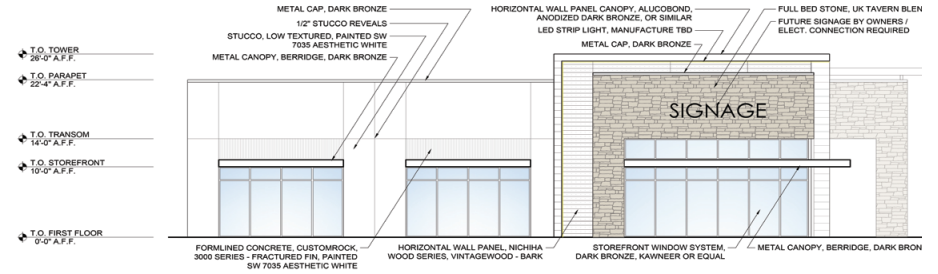 METAL CAP, DARK BRONZE
1/2" STUCCO REVEALS
STUCCO, LOW TEXTURED, PAINTED SW
7035 AESTHETIC WHITE
METAL CANOPY, BERRIDGE, DARK BRONZE
HORIZONTAL WALL PANEL CANOPY, ALUCOBOND,
ANODIZED DARK BRONZE, OR SIMILAR
LED STRIP LIGHT, MANUFACTURE TBD
METAL CAP, DARK BRONZE
FULL BED STONE, UK TAVERN BLEN
FUTURE SIGNAGE BY OWNERS /
ELECT. CONNECTION REQUIRED
T.O. TOWER
26'-0" A.F.F.
T.O. PARAPET
22'-4" A.F.F.
T.O. TRANSOM
14'-0" A.F.F.
T.O. STOREFRONT
10'-0" A.F.F.
T.O. FIRST FLOOR
0'-0" A.F.F.
SIGNAGE
FORMLINED CONCRETE, CUSTOMROCK,
3000 SERIES - FRACTURED FIN, PAINTED
SW 7035 AESTHETIC WHITE
HORIZONTAL WALL PANEL, NICHIHA
WOOD SERIES, VINTAGEWOOD - BARK
STOREFRONT WINDOW SYSTEM,
DARK BRONZE, KAWNEER OR EQUAL
METAL CANOPY, BERRIDGE, DARK BRON